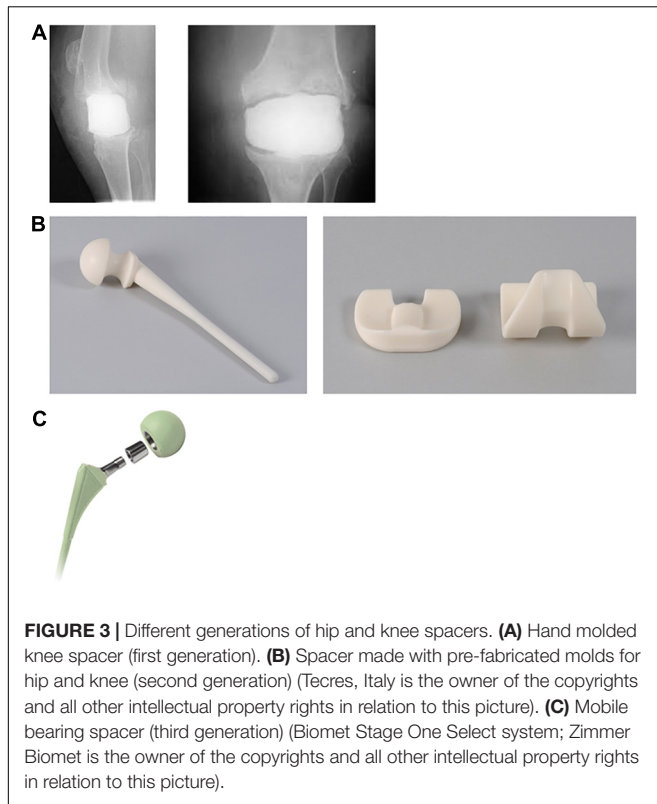 A
B
C
FIGURE 3 | Different generations of hip and knee spacers. (A) Hand molded
knee spacer (first generation). (B) Spacer made with pre-fabricated molds for
hip and knee (second generation) (Tecres, Italy is the owner of the copyrights
and all other intellectual property rights in relation to this picture). (C) Mobile
bearing spacer (third generation) (Biomet Stage One Select system; Zimmer
Biomet is the owner of the copyrights and all other intellectual property rights
in relation to this picture).